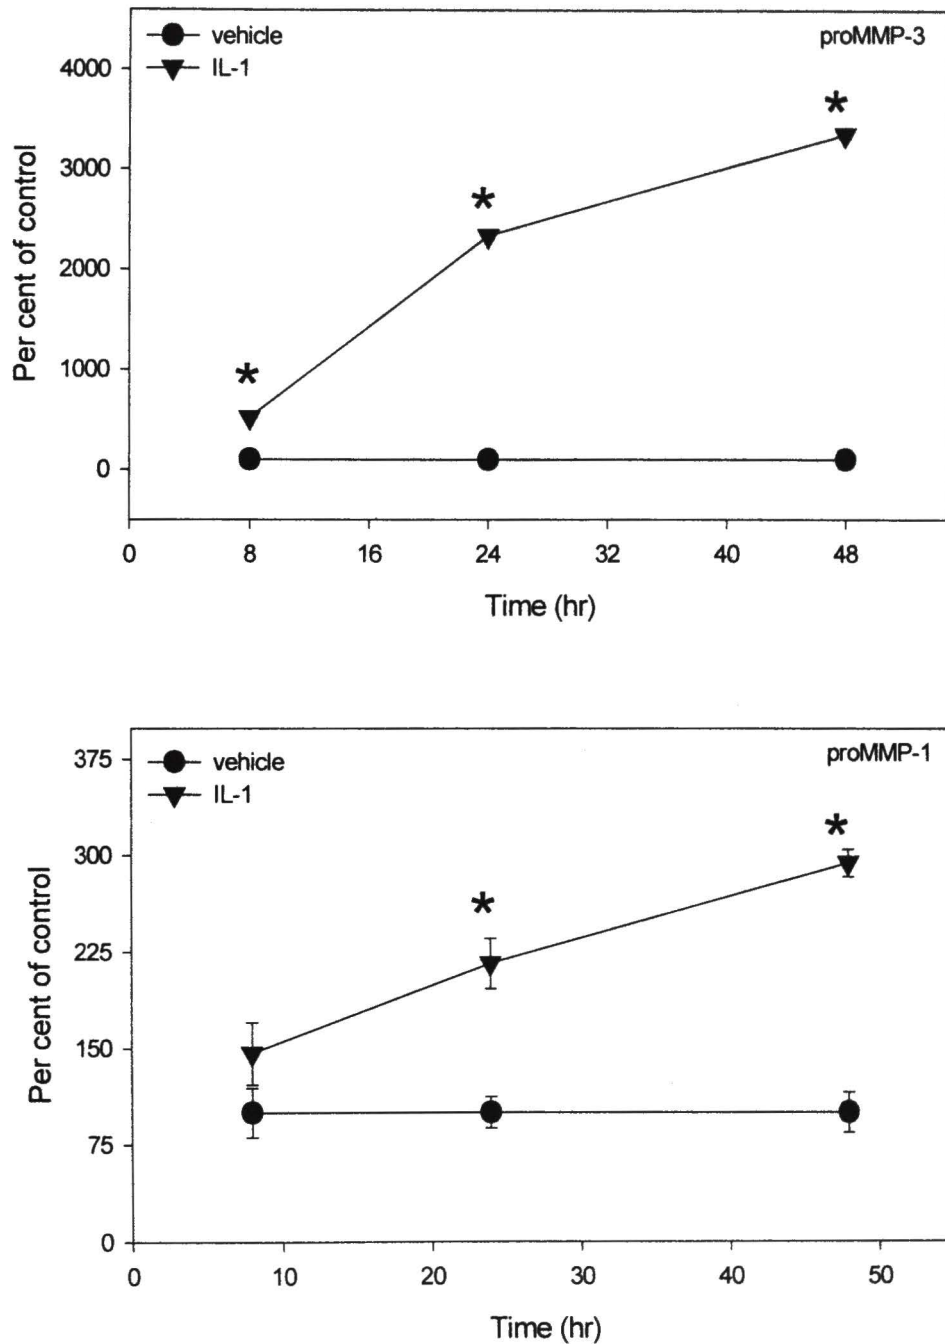 vehicle
IL-1
proMMP-3
Per cent of control
4000
3000
2000
1000
0
*
*
*
0 8 16 24 32 40 48
Time (hr)
vehicle
IL-1
proMMP-1
Per cent of control
375
300
225
150
75
0
*
*
0 10 20 30 40 50
Time (hr)